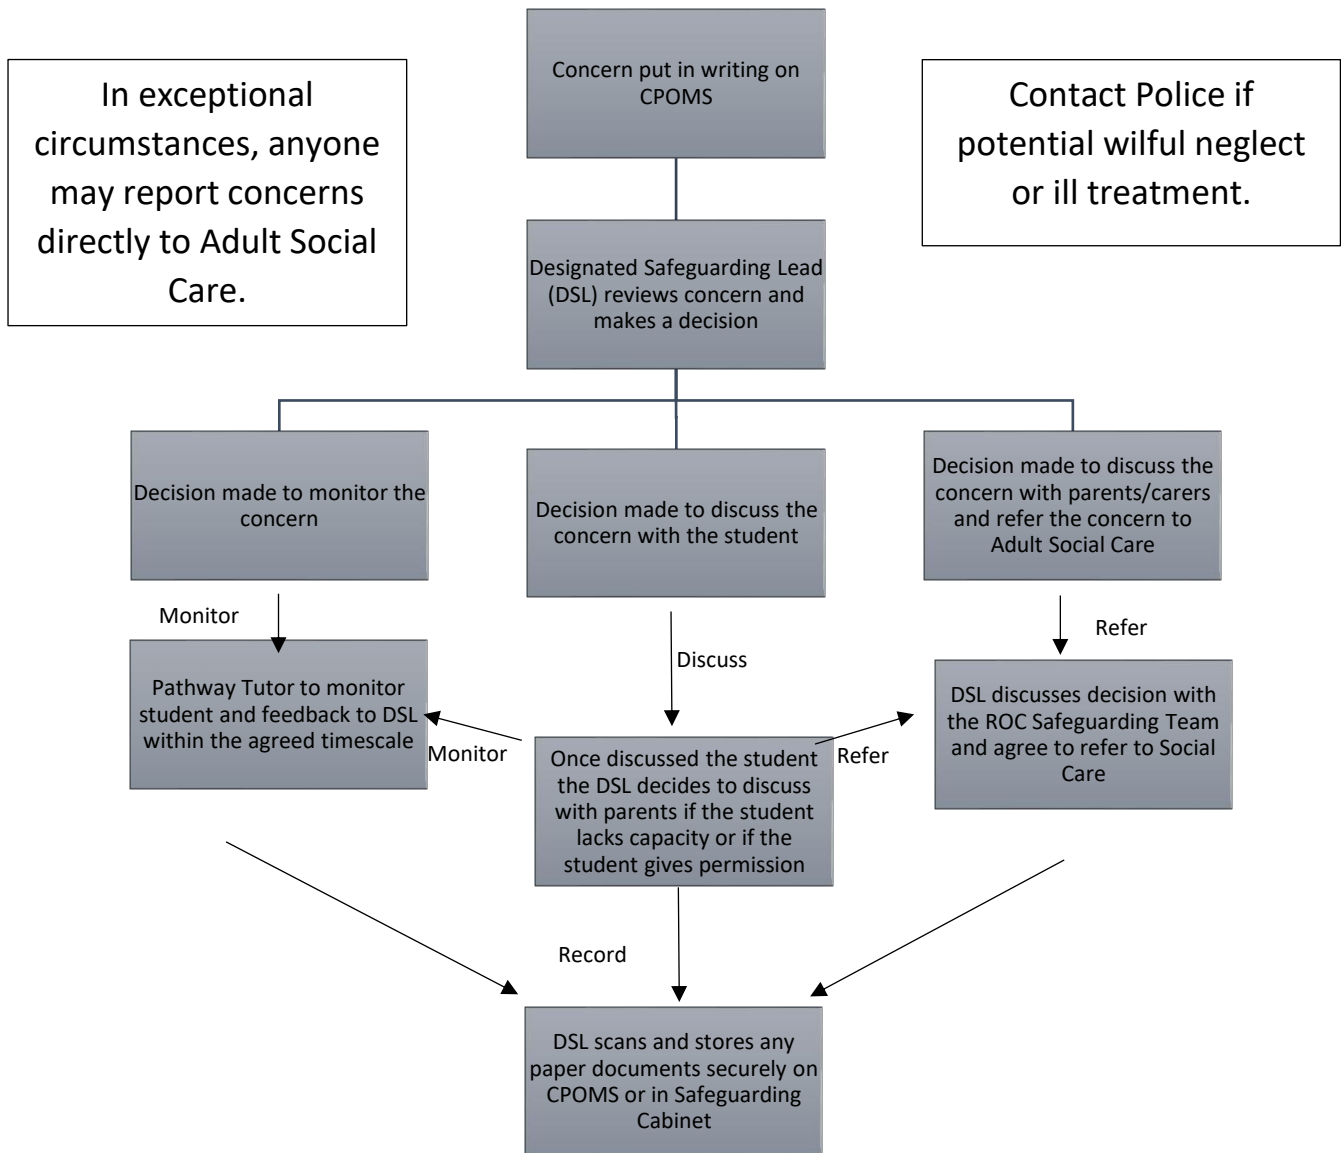 Concern put in writing on
CPOMS
In exceptional
circumstances, anyone
may report concerns
directly to Adult Social
Care.
Contact Police if
potential wilful neglect
or ill treatment.
Designated Safeguarding Lead
(DSL) reviews concern and
makes a decision
Decision made to monitor the
concern
Decision made to discuss the
concern with the student
Decision made to discuss the
concern with parents/carers
and refer the concern to
Adult Social Care
Monitor
Discuss
Refer
Pathway Tutor to monitor
student and feedback to DSL
within the agreed timescale
Monitor
Once discussed the student
the DSL decides to discuss
with parents if the student
lacks capacity or if the
student gives permission
Refer
DSL discusses decision with
the ROC Safeguarding Team
and agree to refer to Social
Care
Record
DSL scans and stores any
paper documents securely on
CPOMS or in Safeguarding
Cabinet